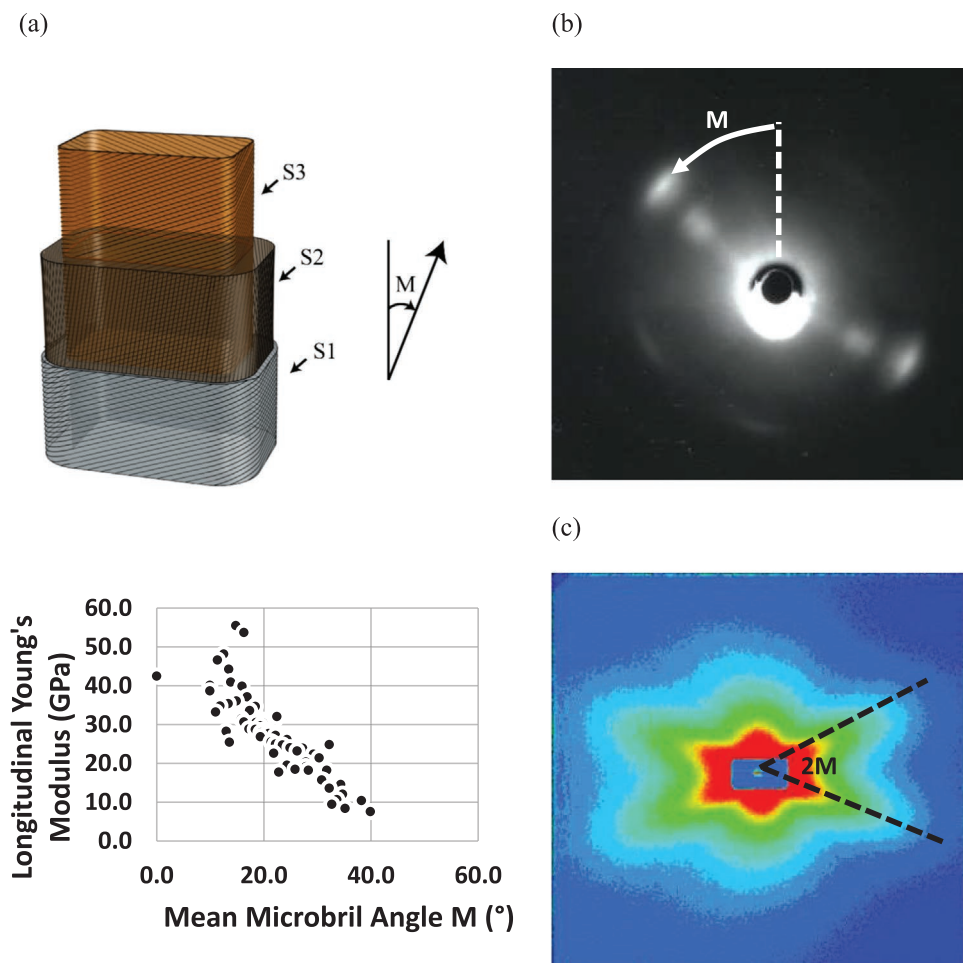 (a)
S3
S2
M
S1
(b)
M
Longitudinal Young's
Modulus (GPa)
60.0
50.0
40.0
30.0
20.0
10.0
0.0
0.0 20.0 40.0 60.0
Mean Microbril Angle M (°)
(c)
2M